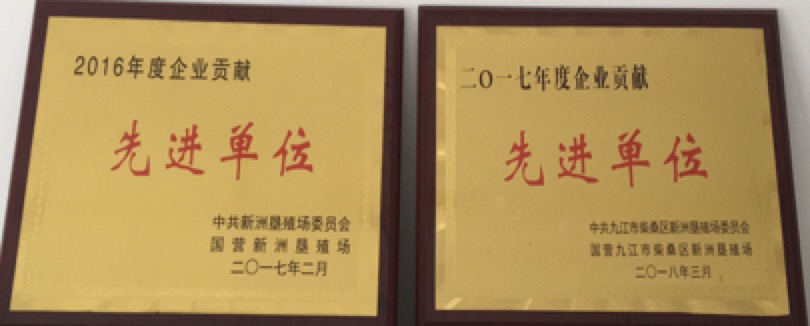 2016年度企业贡献
先进单位
中共新洲垦殖场委员会
国营新洲垦殖场
二〇一七年二月
二〇一七年度企业贡献
先进单位
中共九江市柴桑区新洲垦殖场委员会
国营九江市柴桑区新洲垦殖场
二〇一八年三月